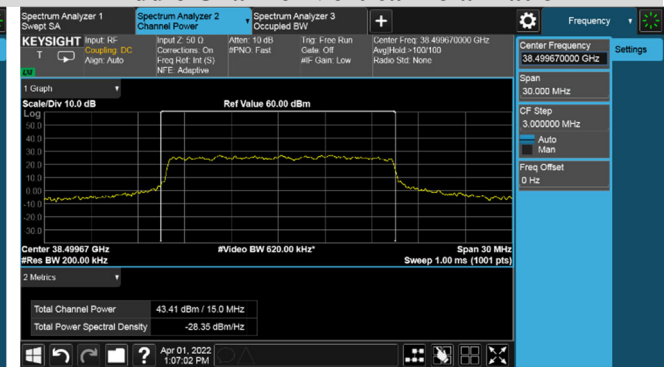 Spectrum Analyzer 1
Swept SA
Spectrum Analyzer 2
Channel Power
Spectrum Analyzer 3
Occupied BW
Frequency
KEYSIGHT
Input: RF
Coupling: DC
Align: Auto
Input Z: 50 Ω
Corrections: On
Freq Ref: Int (S)
NFE: Adaptive
Atten: 10 dB
#PNO: Fast
Trig: Free Run
Gate: Off
#IF Gain: Low
Center Freq: 38.499670000 GHz
Avg|Hold:>100/100
Radio Std: None
T
1 Graph
Scale/Div 10.0 dB
Ref Value 60.00 dBm
Log
50.0
40.0
30.0
20.0
10.0
0.00
-10.0
-20.0
-30.0
Center 38.49967 GHz
#Video BW 620.00 kHz*
Span 30 MHz
#Res BW 200.00 kHz
Sweep 1.00 ms (1001 pts)
2 Metrics
Total Channel Power
43.41 dBm / 15.0 MHz
Total Power Spectral Density
-28.35 dBm/Hz
Apr 01, 2022
1:07:02 PM
Center Frequency
38.499670000 GHz
Settings
Span
30.000 MHz
CF Step
3.000000 MHz
Auto
Man
Freq Offset
0 Hz